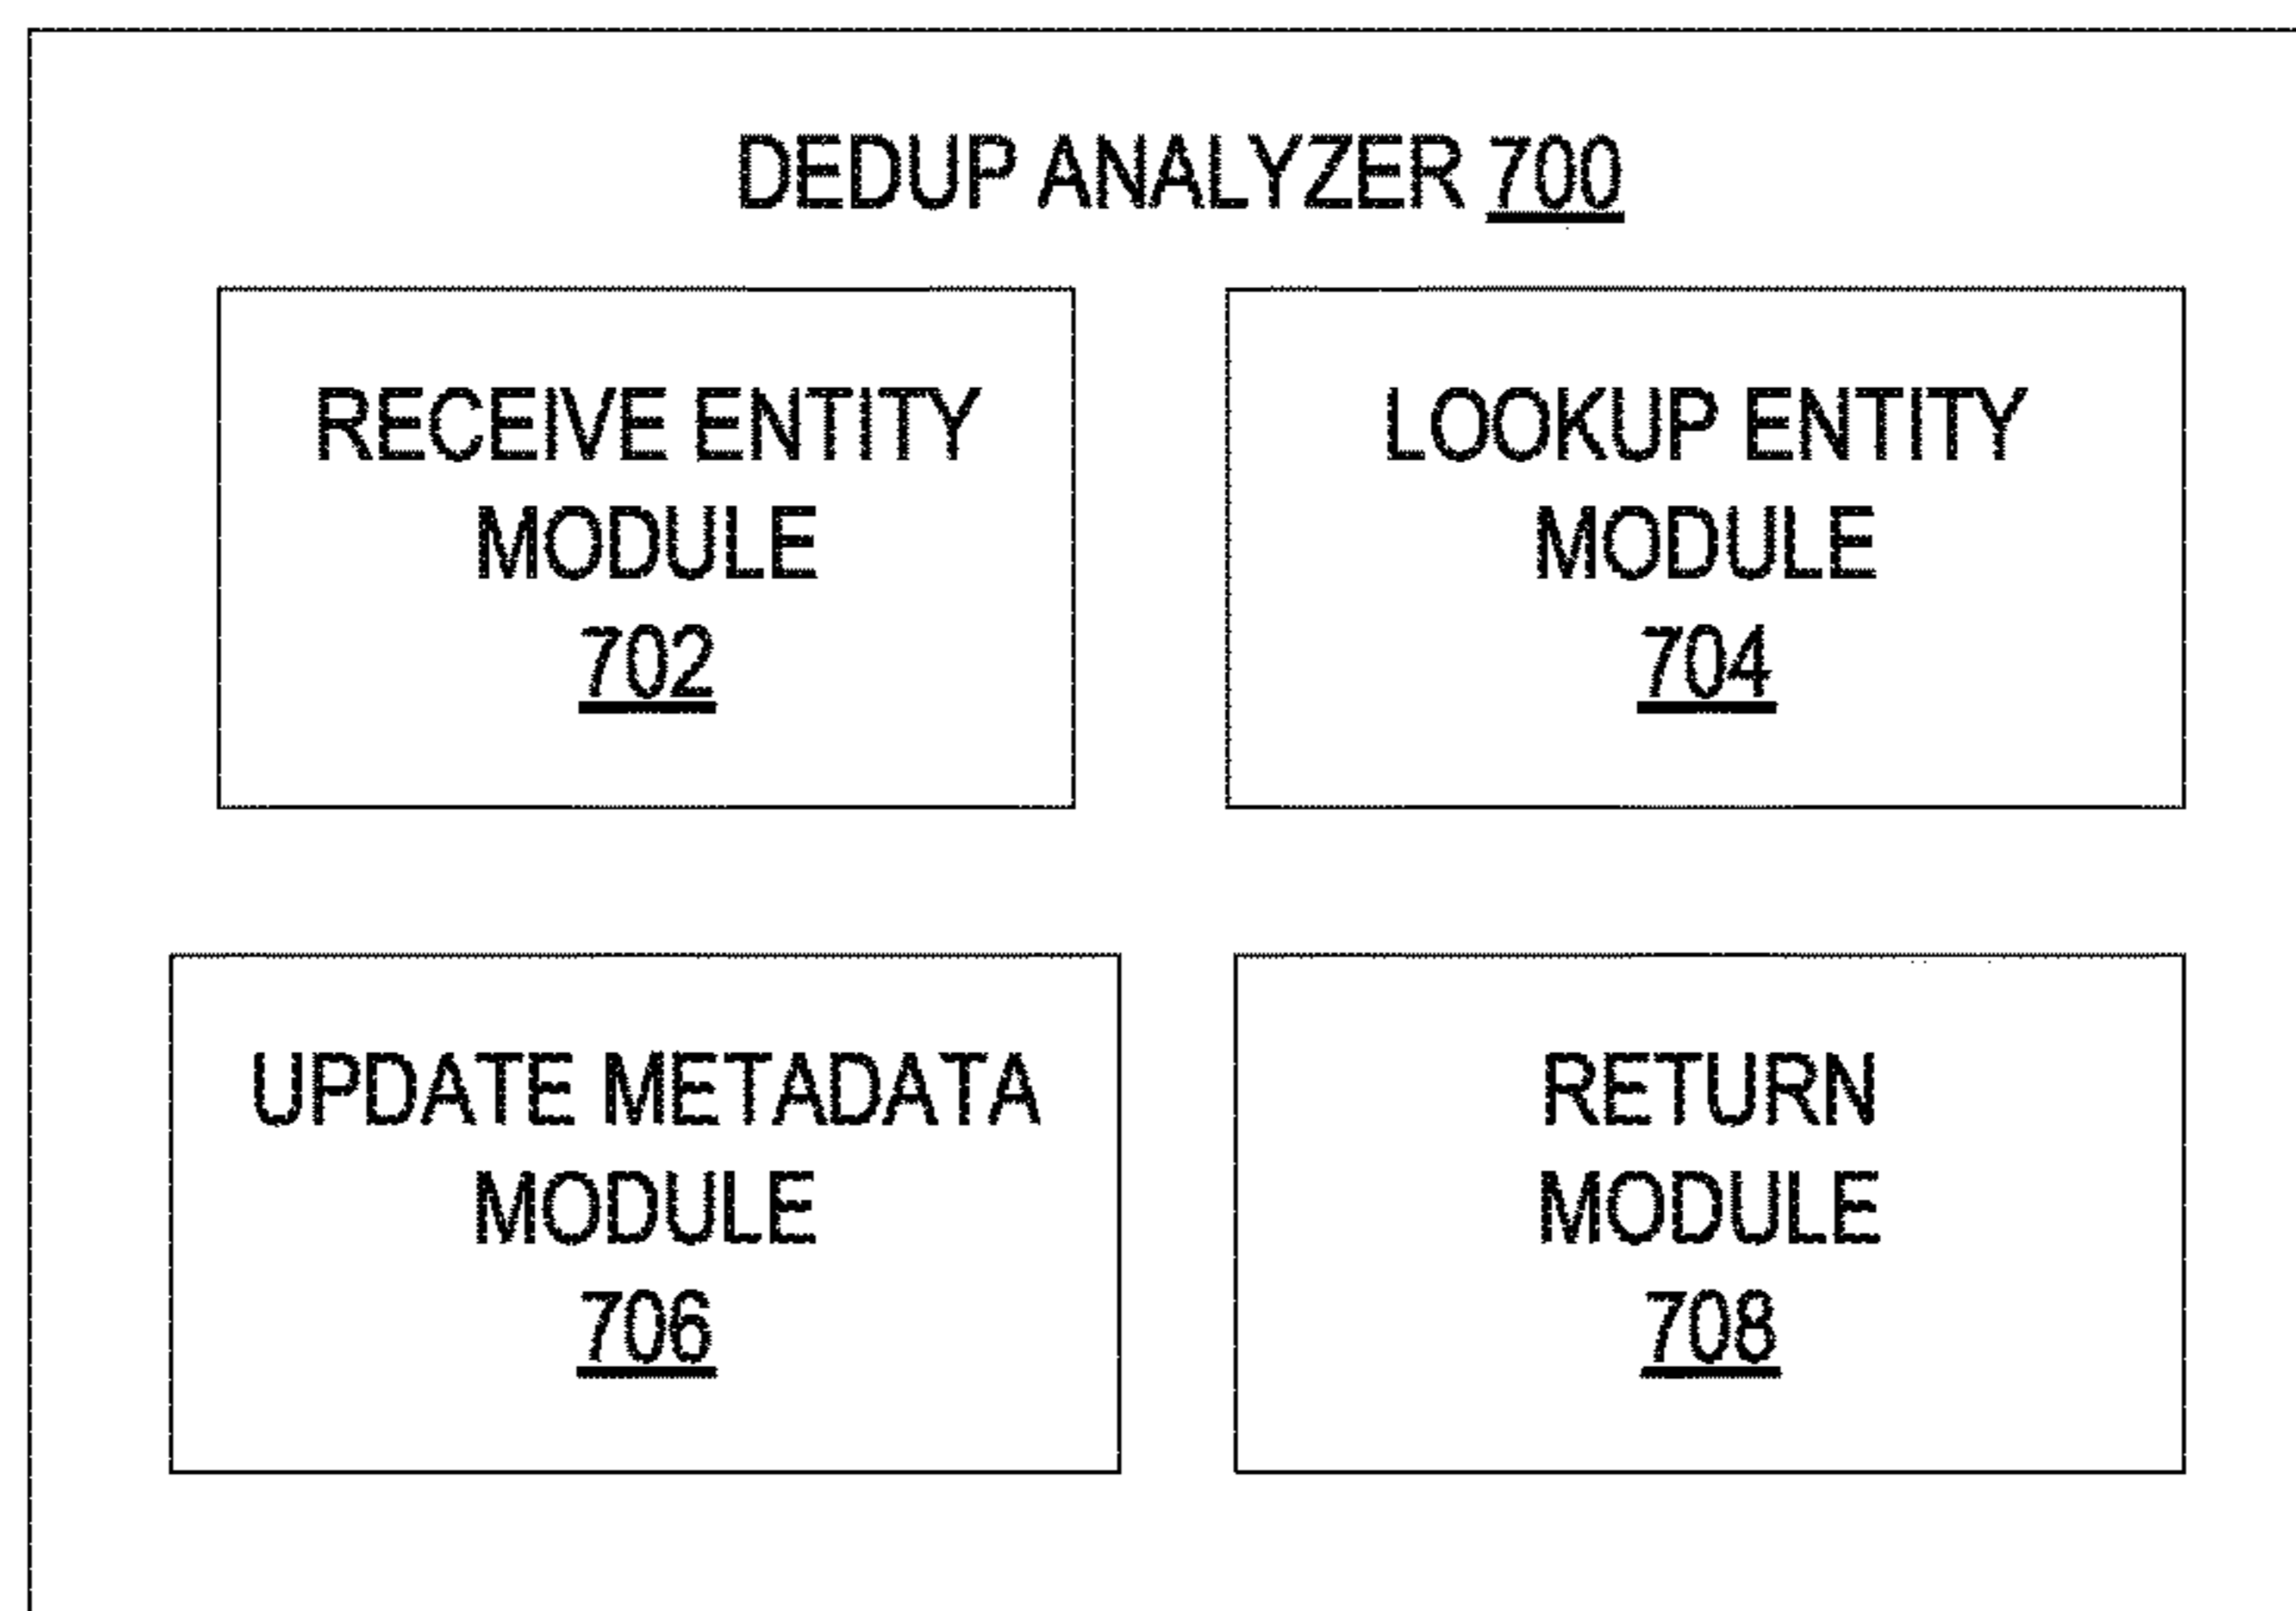 DEDUP ANALYZER 700
RECEIVE ENTITY
MODULE
702
LOOKUP ENTITY
MODULE
704
UPDATE METADATA
MODULE
706
RETURN
MODULE
708